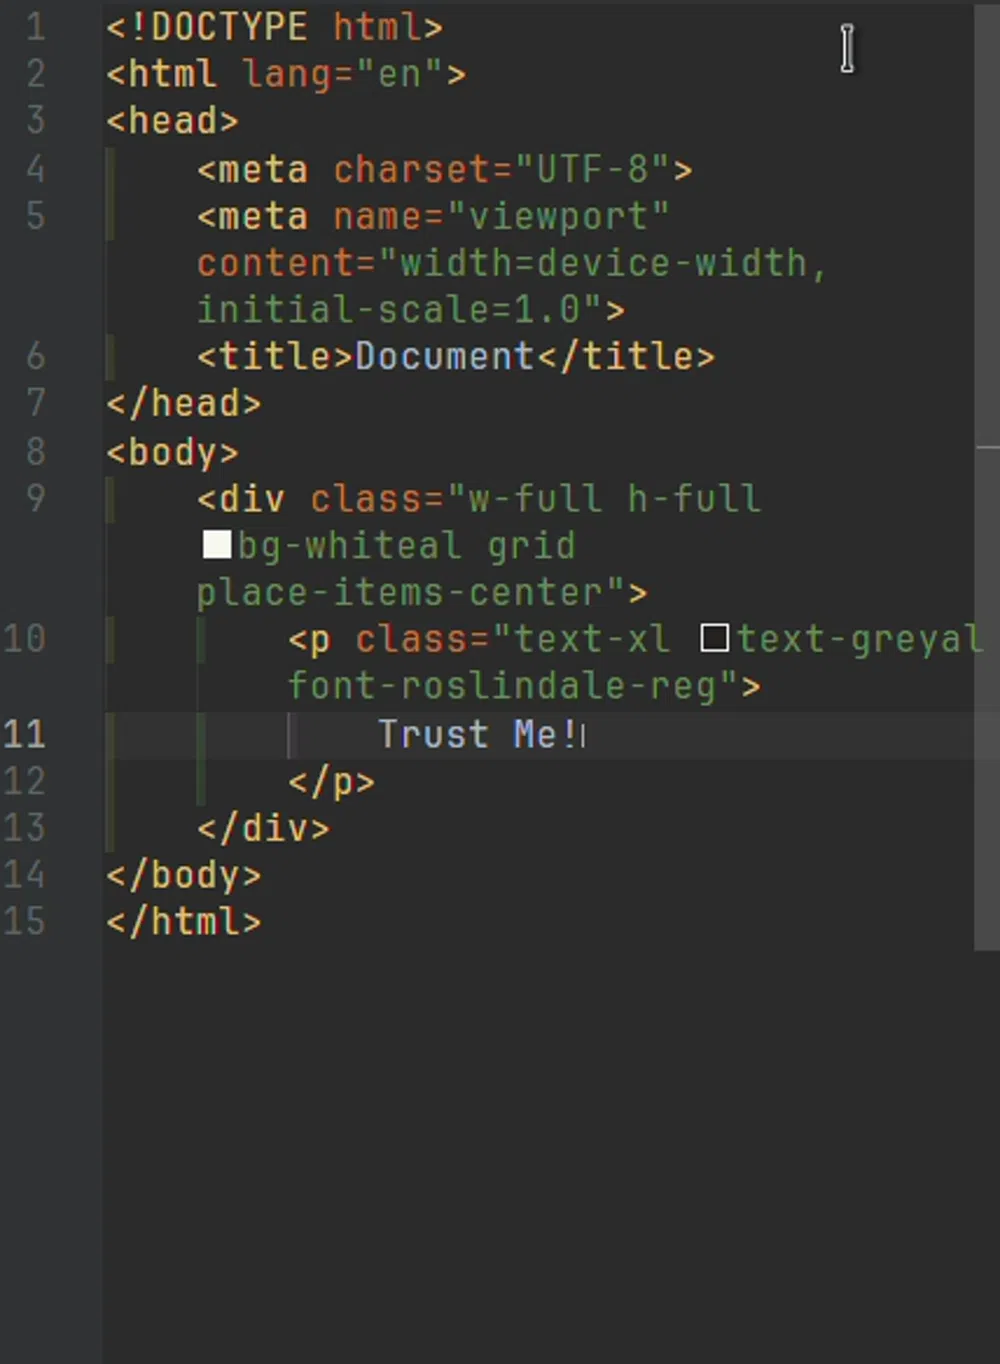 1 <!DOCTYPE html>
2 <html lang="en">
3 <head>
4 <meta charset="UTF-8">
5 <meta name="viewport"
content="width=device-width,
initial-scale=1.0">
6 <title>Document</title>
7 </head>
8 <body>
9 <div class="w-full h-full
bg-whiteal grid
place-items-center">
10 <p class="text-xl text-greyal
font-roslindale-reg">
11 Trust Me!
12 </p>
13 </div>
14 </body>
15 </html>